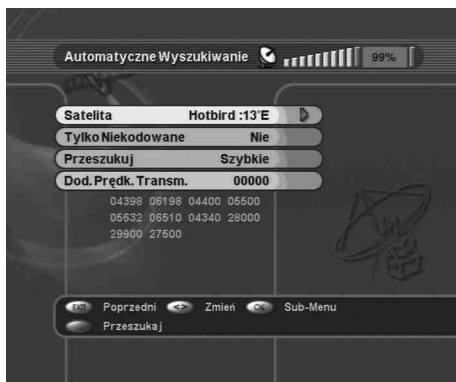 Automatyczne Wyszukiwanie 99%
Satelita Hotbird :13°E
Tylko Niekodowane Nie
Przeszukuj Szybkie
Dod. Prędk. Transm. 00000
04398 06198 04400 05500
05632 06510 04340 28000
29900 27500
EXIT Poprzedni <> Zmień OK Sub-Menu
Przeszukaj